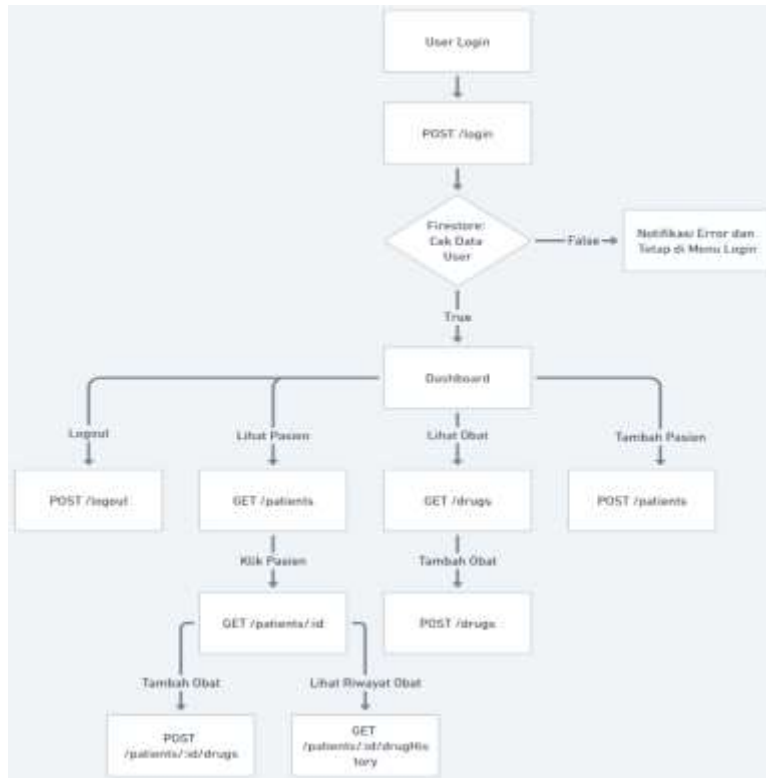 User Login
POST /login
Firestore:
Cek Data
User
False
Notifikasi Error dan
Tetap di Menu Login
True
Dashboard
Logout
Lihat Pasien
Lihat Obat
Tambah Pasien
POST /logout
GET /patients
GET /drugs
POST /patients
Klik Pasien
Tambah Obat
GET /patients/:id
POST /drugs
Tambah Obat
Lihat Riwayat Obat
POST
/patients/:id/drugs
GET
/patients/:id/drugHis
tory